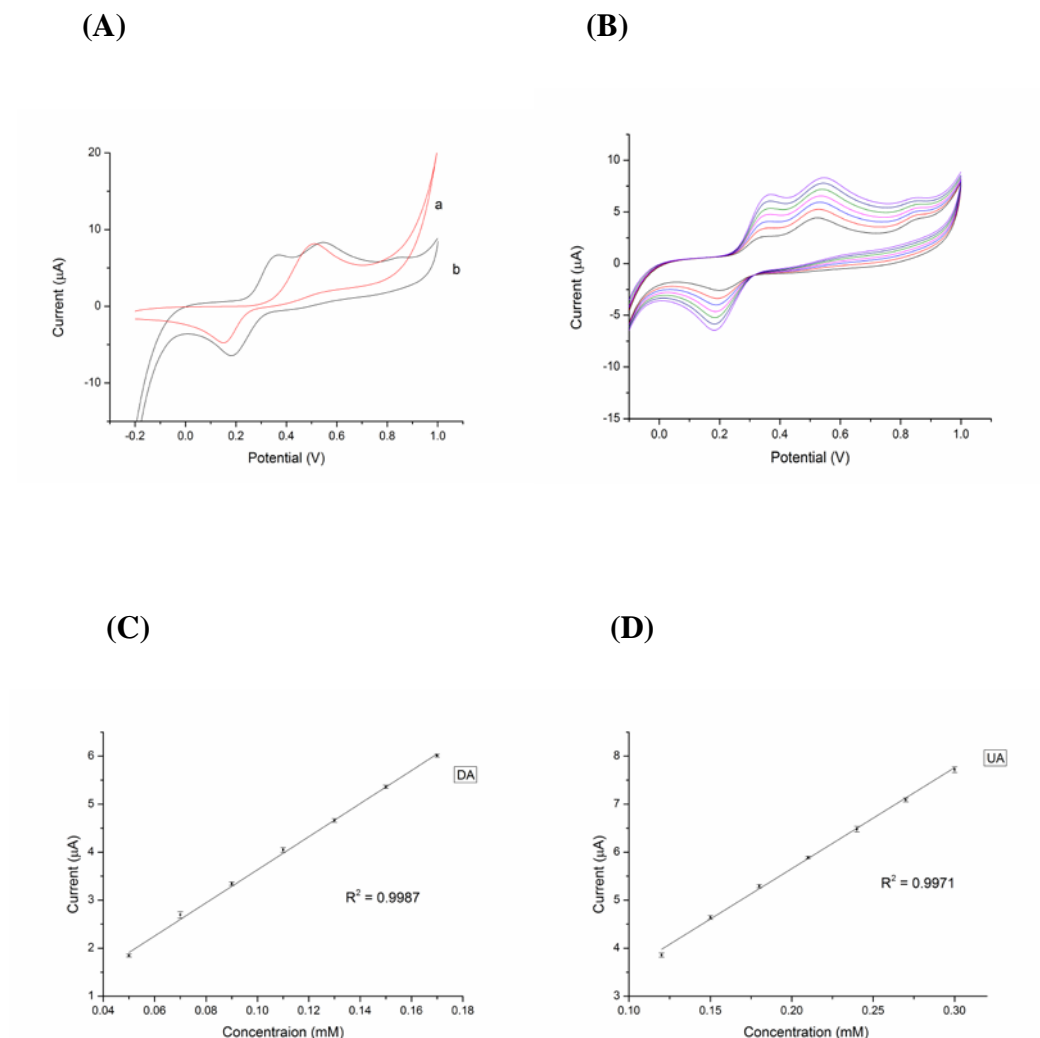 (A)
(B)
20
10
0
-10
-0.2 0.0 0.2 0.4 0.6 0.8 1.0
Current (μA)
Potential (V)
a
b
10
5
0
-5
-10
-15
0.0 0.2 0.4 0.6 0.8 1.0
Current (μA)
Potential (V)
(C)
(D)
6
5
4
3
2
1
0.04 0.06 0.08 0.10 0.12 0.14 0.16 0.18
Current (μA)
Concentraion (mM)
DA
R² = 0.9987
8
7
6
5
4
3
0.10 0.15 0.20 0.25 0.30
Current (μA)
Concentration (mM)
UA
R² = 0.9971